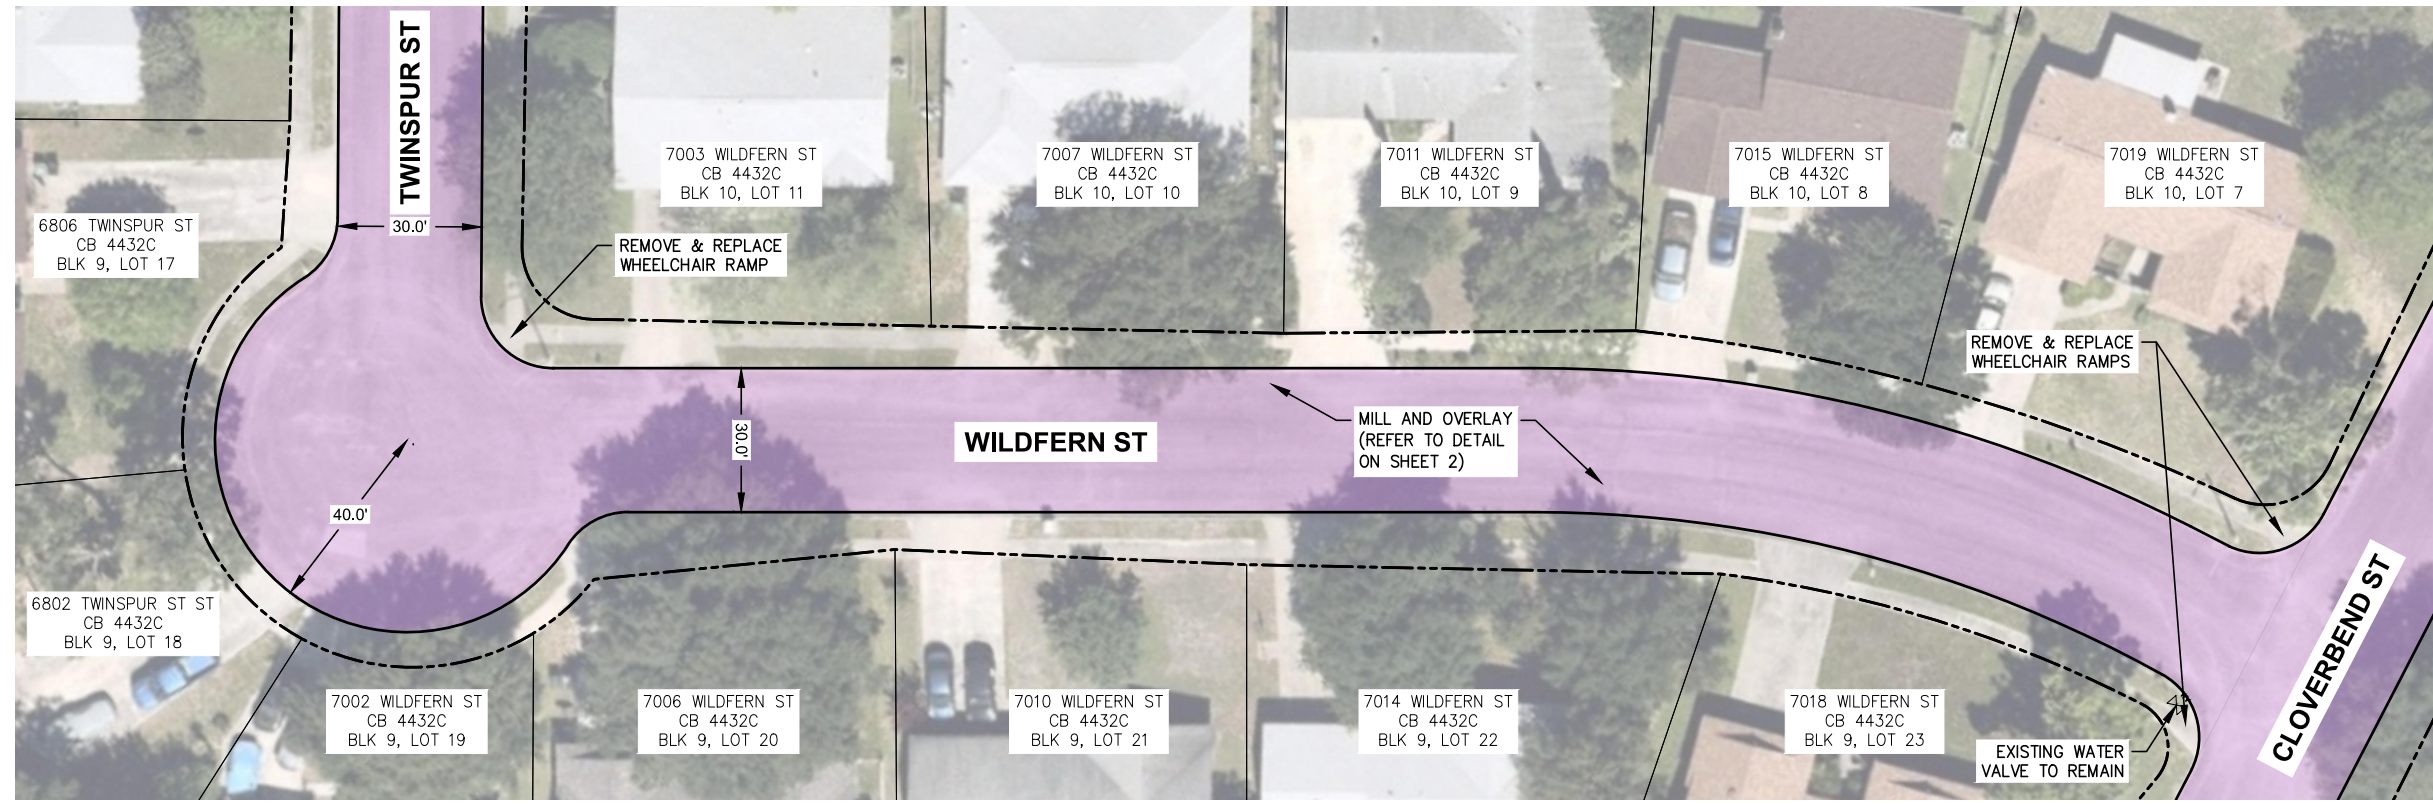 TWINSPUR ST
30.0'
7003 WILDFERN ST
CB 4432C
BLK 10, LOT 11
7007 WILDFERN ST
CB 4432C
BLK 10, LOT 10
7011 WILDFERN ST
CB 4432C
BLK 10, LOT 9
7015 WILDFERN ST
CB 4432C
BLK 10, LOT 8
7019 WILDFERN ST
CB 4432C
BLK 10, LOT 7
6806 TWINSPUR ST
CB 4432C
BLK 9, LOT 17
REMOVE & REPLACE
WHEELCHAIR RAMP
REMOVE & REPLACE
WHEELCHAIR RAMPS
30.0'
WILDFERN ST
MILL AND OVERLAY
(REFER TO DETAIL
ON SHEET 2)
40.0'
6802 TWINSPUR ST ST
CB 4432C
BLK 9, LOT 18
7002 WILDFERN ST
CB 4432C
BLK 9, LOT 19
7006 WILDFERN ST
CB 4432C
BLK 9, LOT 20
7010 WILDFERN ST
CB 4432C
BLK 9, LOT 21
7014 WILDFERN ST
CB 4432C
BLK 9, LOT 22
7018 WILDFERN ST
CB 4432C
BLK 9, LOT 23
EXISTING WATER
VALVE TO REMAIN
CLOVERBEND ST